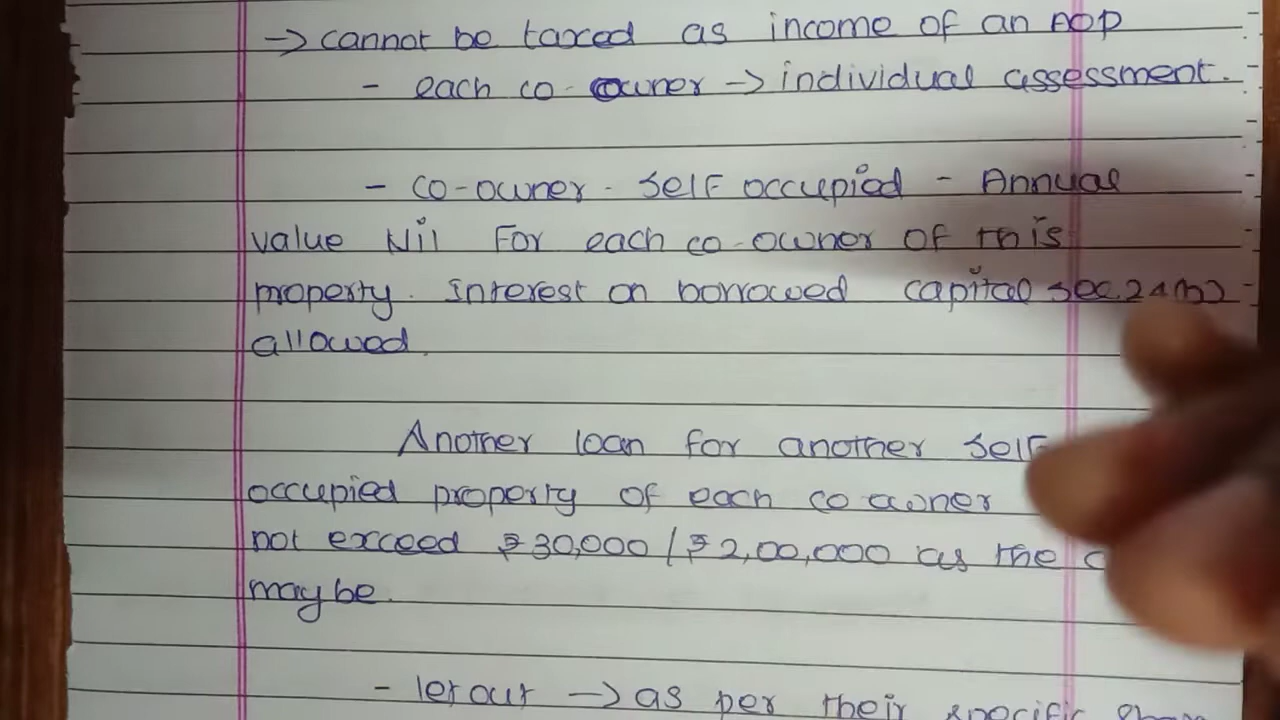 → cannot be taxed as income of an AOP
- each co-owner → individual assessment.
- co-owner - self occupied - Annual
value Nil for each co-owner of this
property. Interest on borrowed capital sec.24(b)
allowed.
Another loan for another self
occupied property of each co owner
not exceed ₹30,000 / ₹2,00,000 as the
may be.
- let out → as per their specific share